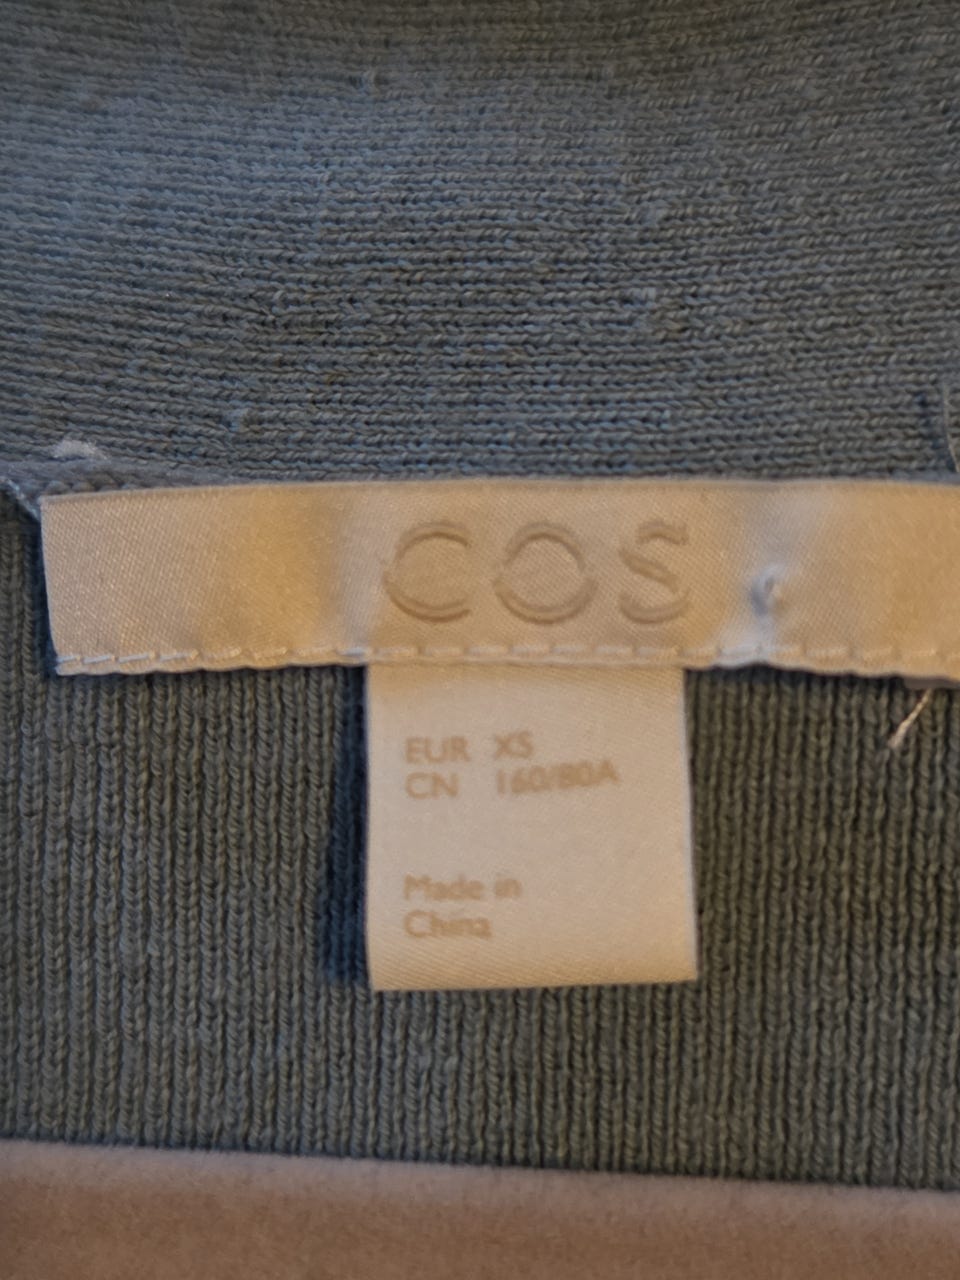 COS
EUR XS
CN 160/80A
Made in
China